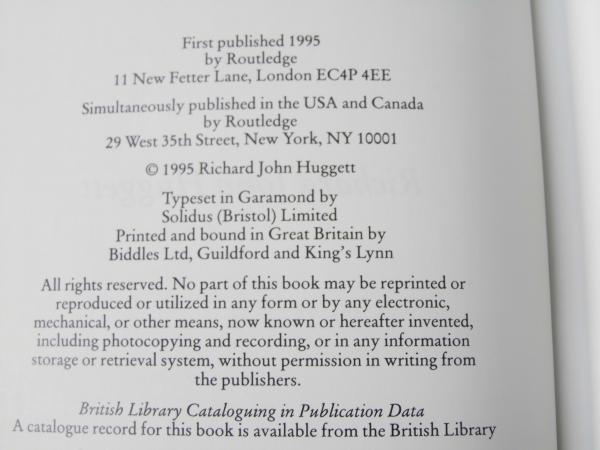 First published 1995
by Routledge
11 New Fetter Lane, London EC4P 4EE
Simultaneously published in the USA and Canada
by Routledge
29 West 35th Street, New York, NY 10001
© 1995 Richard John Huggett
Typeset in Garamond by
Solidus (Bristol) Limited
Printed and bound in Great Britain by
Biddles Ltd, Guildford and King's Lynn
All rights reserved. No part of this book may be reprinted or
reproduced or utilized in any form or by any electronic,
mechanical, or other means, now known or hereafter invented,
including photocopying and recording, or in any information
storage or retrieval system, without permission in writing from
the publishers.
British Library Cataloguing in Publication Data
A catalogue record for this book is available from the British Library